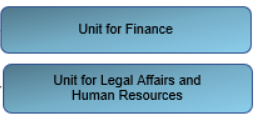 Unit for Finance
Unit for Legal Affairs and
Human Resources